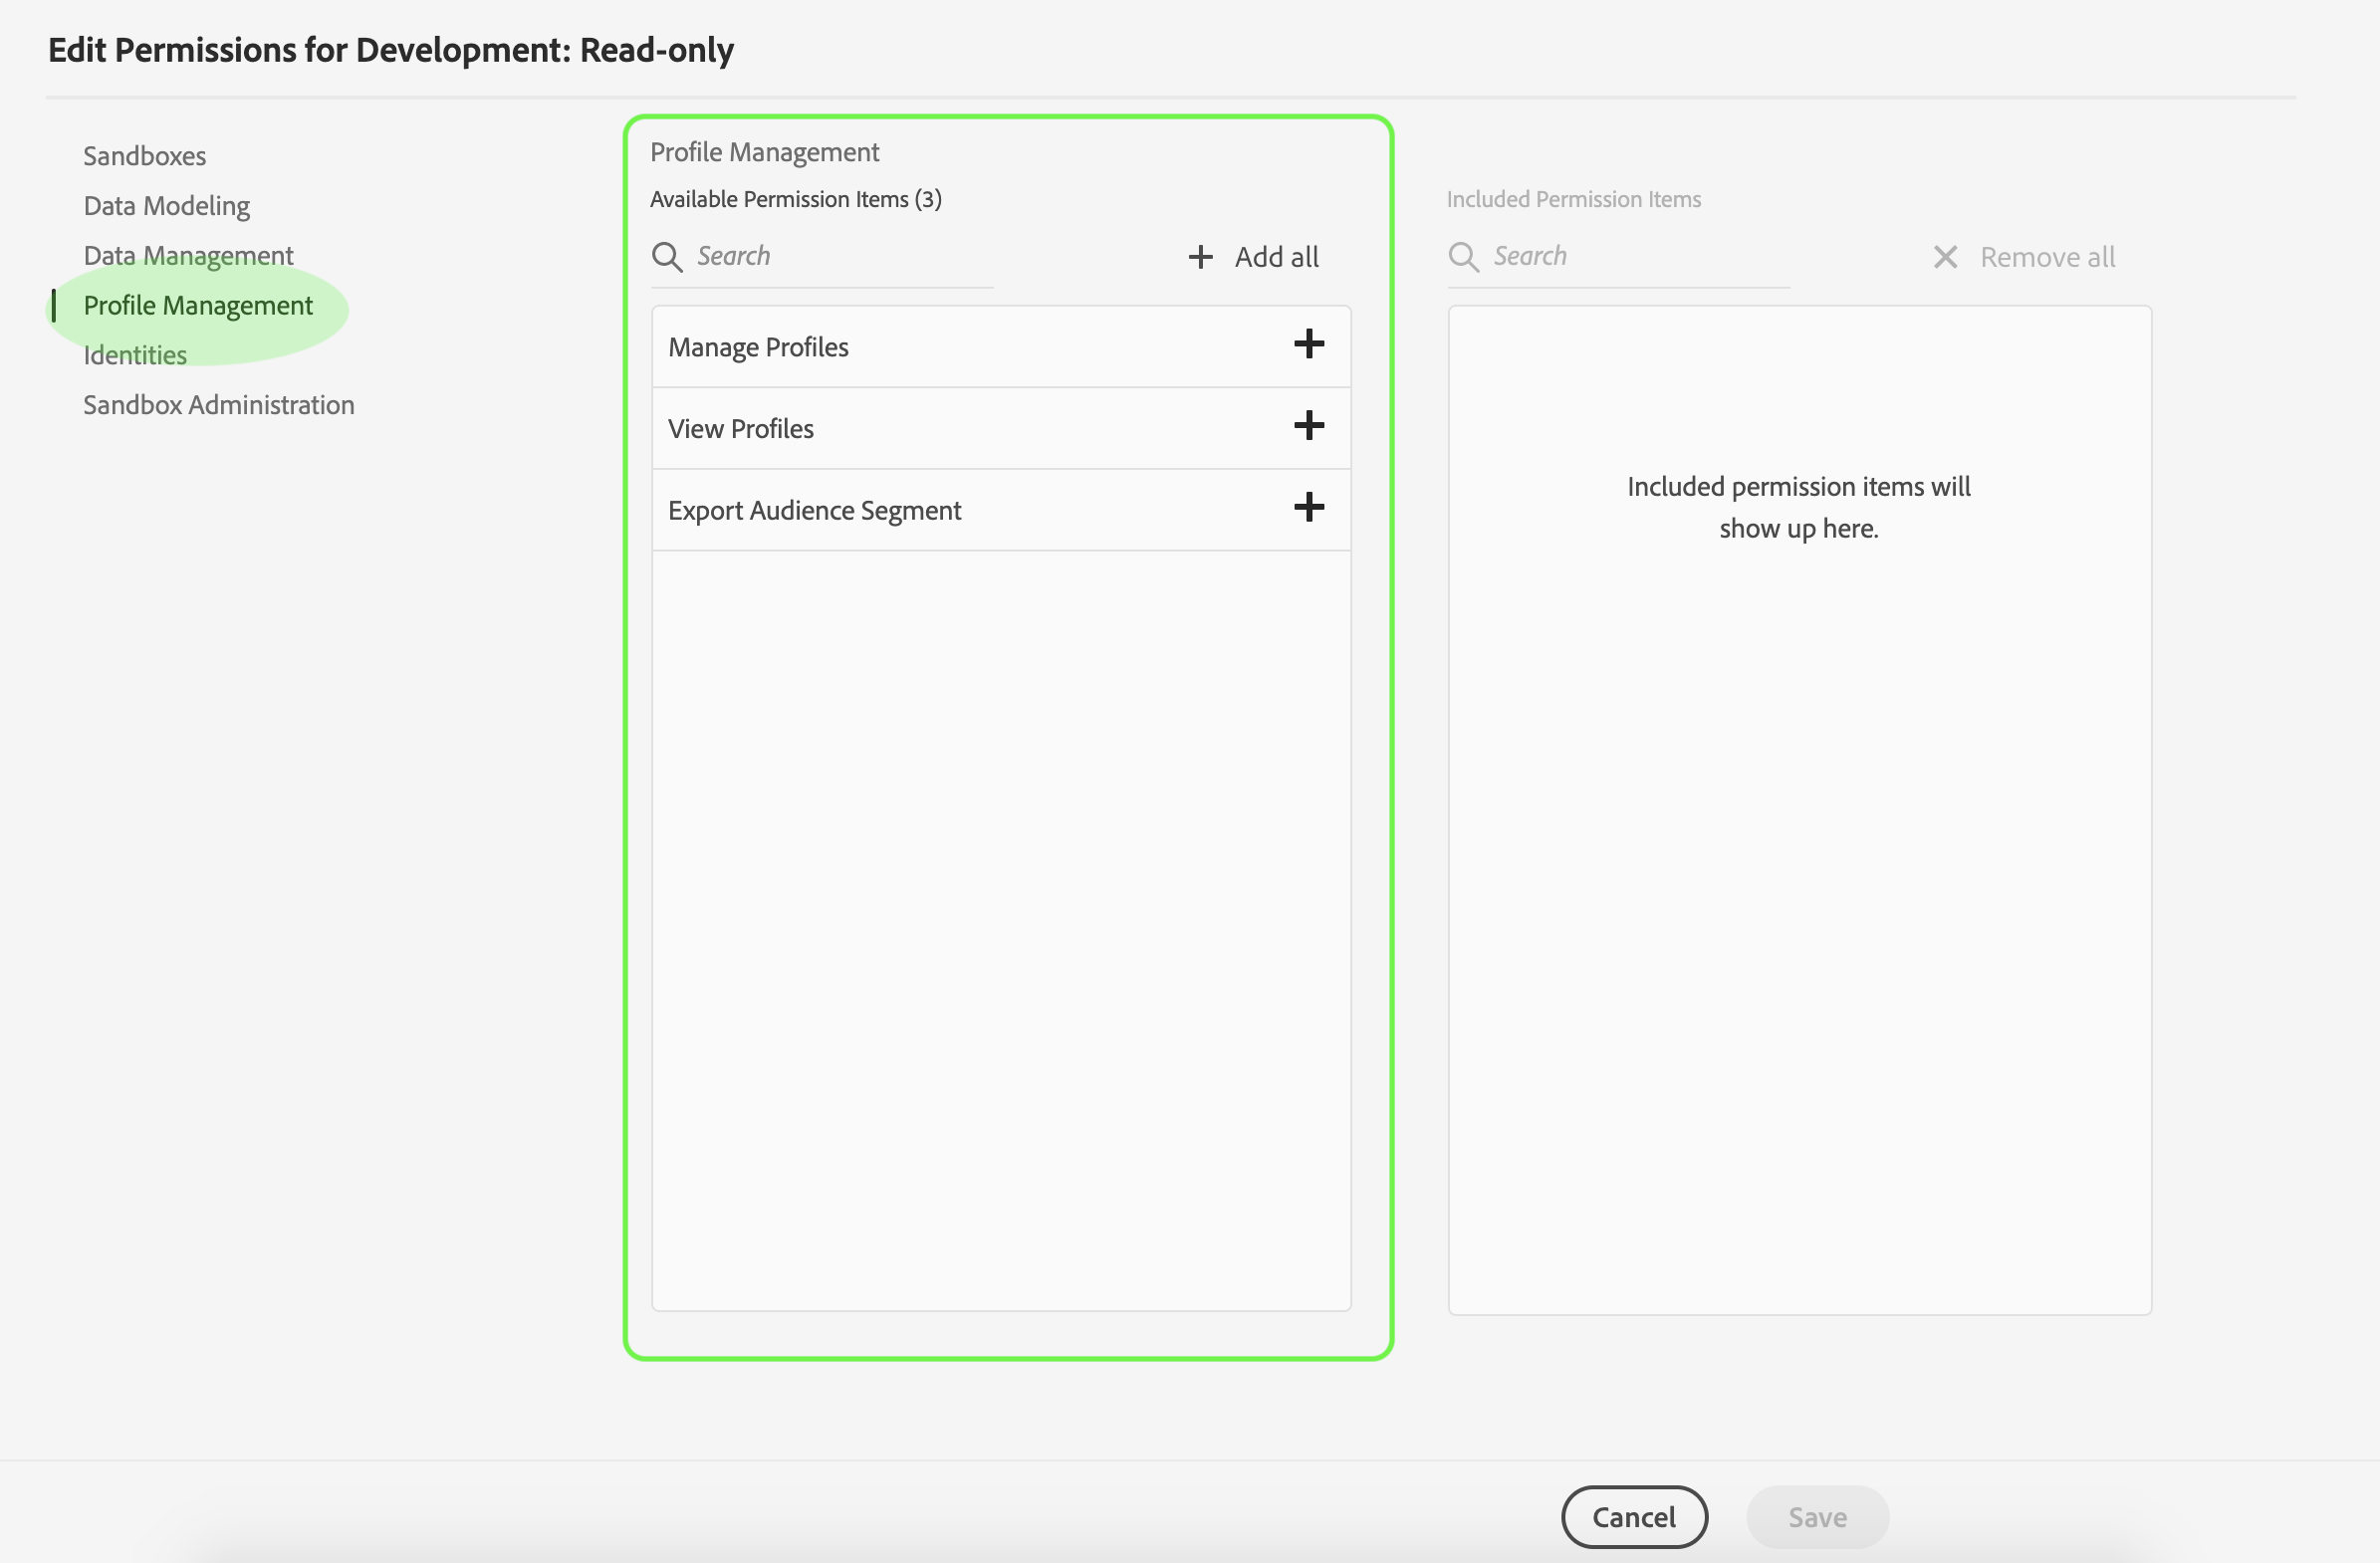 Edit Permissions for Development: Read-only
Sandboxes
Data Modeling
Data Management
Profile Management
Identities
Sandbox Administration
Profile Management
Available Permission Items (3)
Search
Add all
Manage Profiles
View Profiles
Export Audience Segment
Included Permission Items
Search
Remove all
Included permission items will
show up here.
Cancel
Save